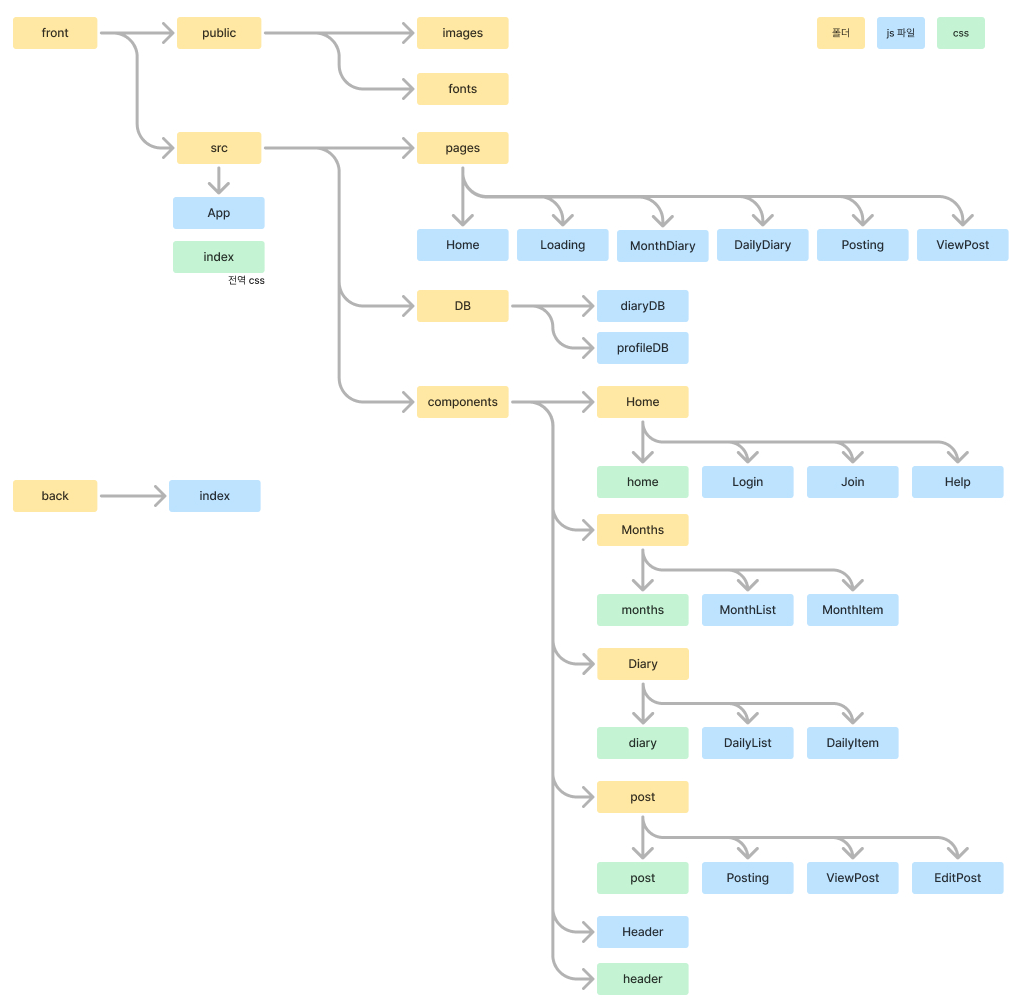 front
public
images
폴더
js 파일
css
fonts
src
pages
App
Home
Loading
MonthDiary
DailyDiary
Posting
ViewPost
index
전역 css
DB
diaryDB
profileDB
components
Home
home
Login
Join
Help
back
index
Months
months
MonthList
MonthItem
Diary
diary
DailyList
DailyItem
post
post
Posting
ViewPost
EditPost
Header
header